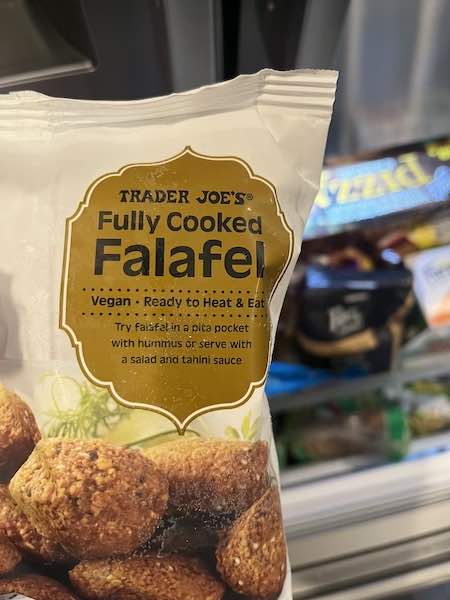 TRADER JOE'S®
Fully Cooked
Falafel
Vegan • Ready to Heat & Eat
Try falafel in a pita pocket
with hummus or serve with
a salad and tahini sauce
PIZZA